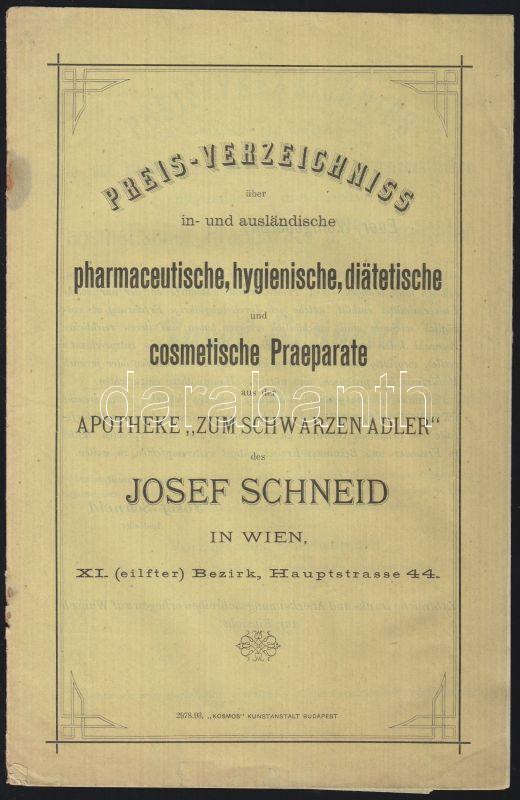 PREIS-VERZEICHNISS
über
in- und ausländische
pharmaceutische, hygienische, diätetische
und
cosmetische Praeparate
darabanth
aus der
APOTHEKE „ZUM SCHWARZEN ADLER"
des
JOSEF SCHNEID
IN WIEN,
XI. (eilfter) Bezirk, Hauptstrasse 44.
2978.93. „KOSMOS" KUNSTANSTALT BUDAPEST